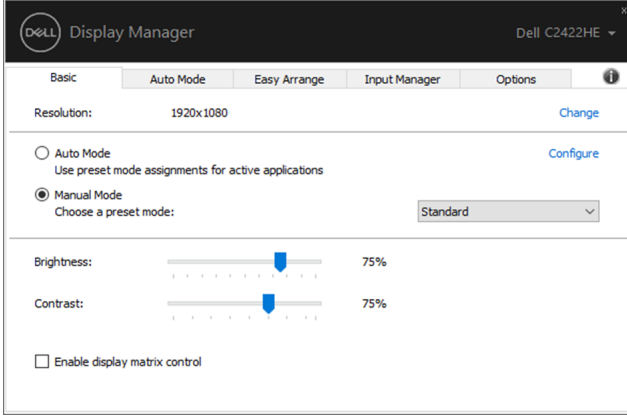 x
DELL Display Manager Dell C2422HE
Basic Auto Mode Easy Arrange Input Manager Options i
Resolution: 1920x1080 Change
Auto Mode Configure
Use preset mode assignments for active applications
Manual Mode
Choose a preset mode: Standard
Brightness: 75%
Contrast: 75%
Enable display matrix control